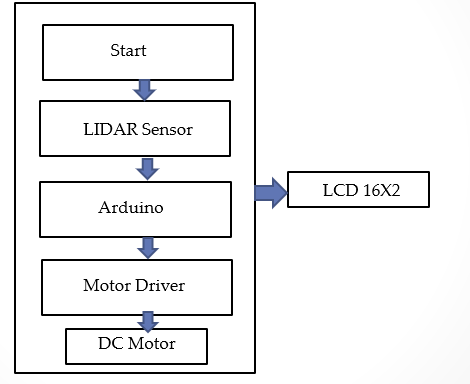 Start
LIDAR Sensor
Arduino
LCD 16X2
Motor Driver
DC Motor